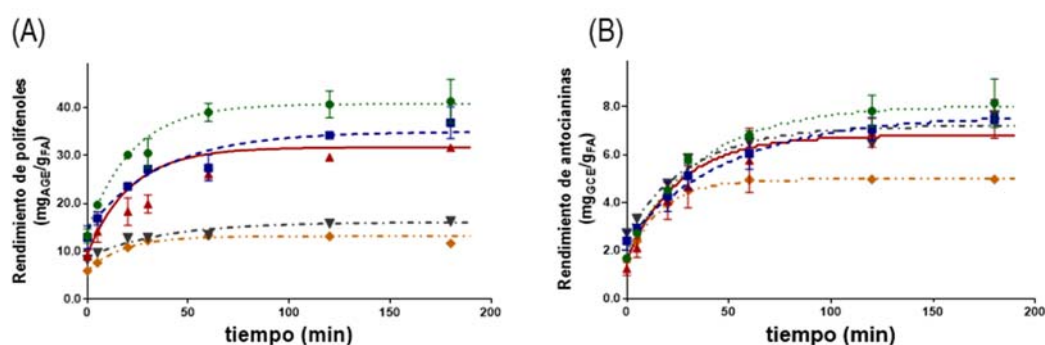 (A)
Rendimiento de polifenoles
(mgAGE/gFA)
40.0
30.0
20.0
10.0
0.0
0
50
100
150
200
tiempo (min)
(B)
Rendimiento de antocianinas
(mgGCE/gFA)
8.0
6.0
4.0
2.0
0.0
0
50
100
150
200
tiempo (min)